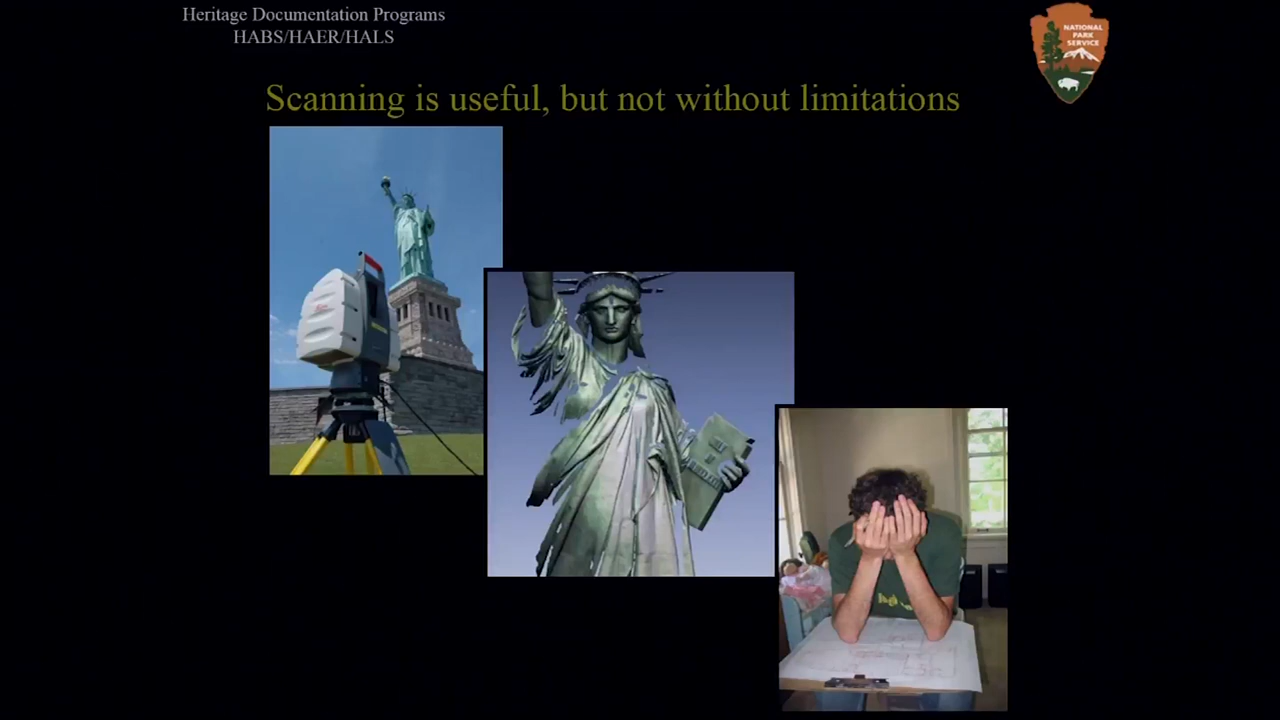 Heritage Documentation Programs
HABS/HAER/HALS
NATIONAL
PARK
SERVICE
Scanning is useful, but not without limitations